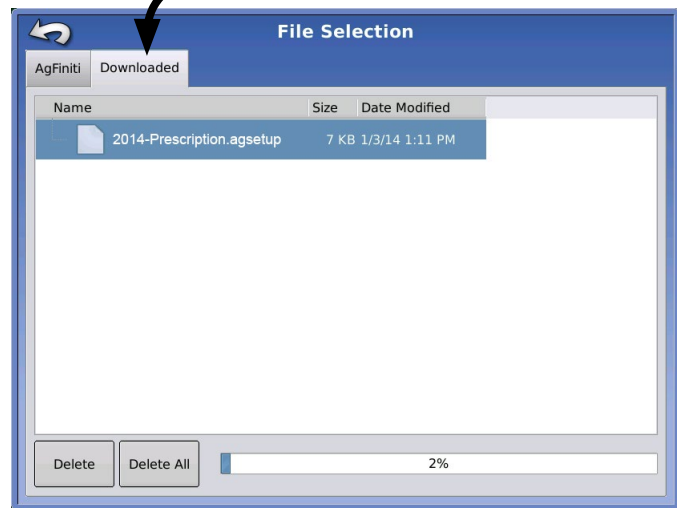 File Selection
AgFiniti Downloaded
Name Size Date Modified
2014-Prescription.agsetup 7 KB 1/3/14 1:11 PM
Delete Delete All 2%